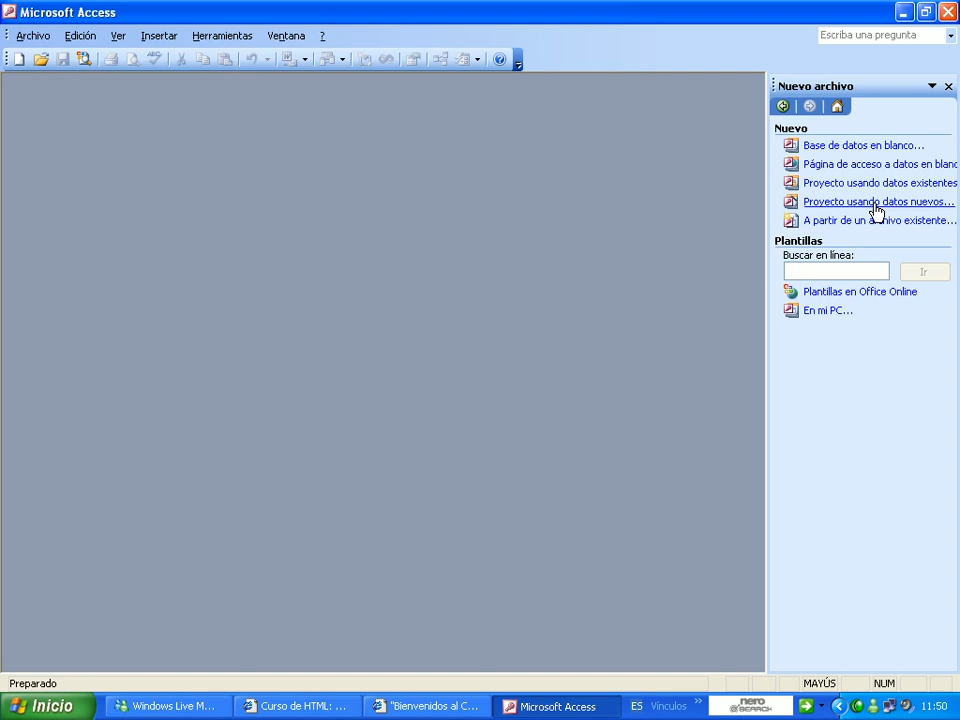 Microsoft Access
Archivo Edición Ver Insertar Herramientas Ventana ?
Escriba una pregunta
Nuevo archivo
Nuevo
Base de datos en blanco...
Página de acceso a datos en blanc
Proyecto usando datos existentes
Proyecto usando datos nuevos...
A partir de un archivo existente...
Plantillas
Buscar en línea:
Ir
Plantillas en Office Online
En mi PC...
Preparado
MAYÚS NUM
Inicio
Windows Live M...
Curso de HTML: ...
"Bienvenidos al C...
Microsoft Access
ES
Vínculos »
nero
SEARCH
11:50